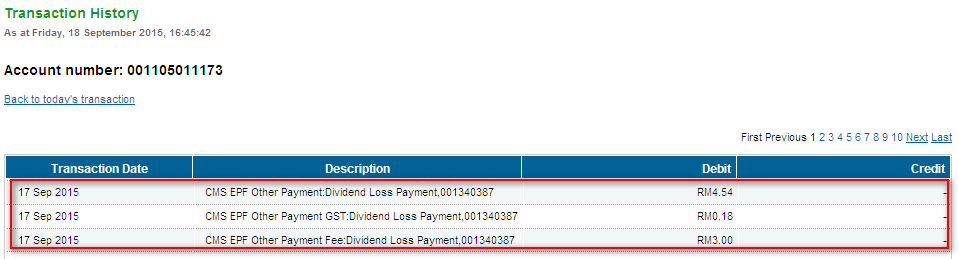 Transaction History
As at Friday, 18 September 2015, 16:45:42
Account number: 001105011173
Back to today's transaction
First Previous 1 2 3 4 5 6 7 8 9 10 Next Last
Transaction Date Description Debit Credit
17 Sep 2015 CMS EPF Other Payment:Dividend Loss Payment,001340387 RM4.54 -
17 Sep 2015 CMS EPF Other Payment GST:Dividend Loss Payment,001340387 RM0.18 -
17 Sep 2015 CMS EPF Other Payment Fee:Dividend Loss Payment,001340387 RM3.00 -